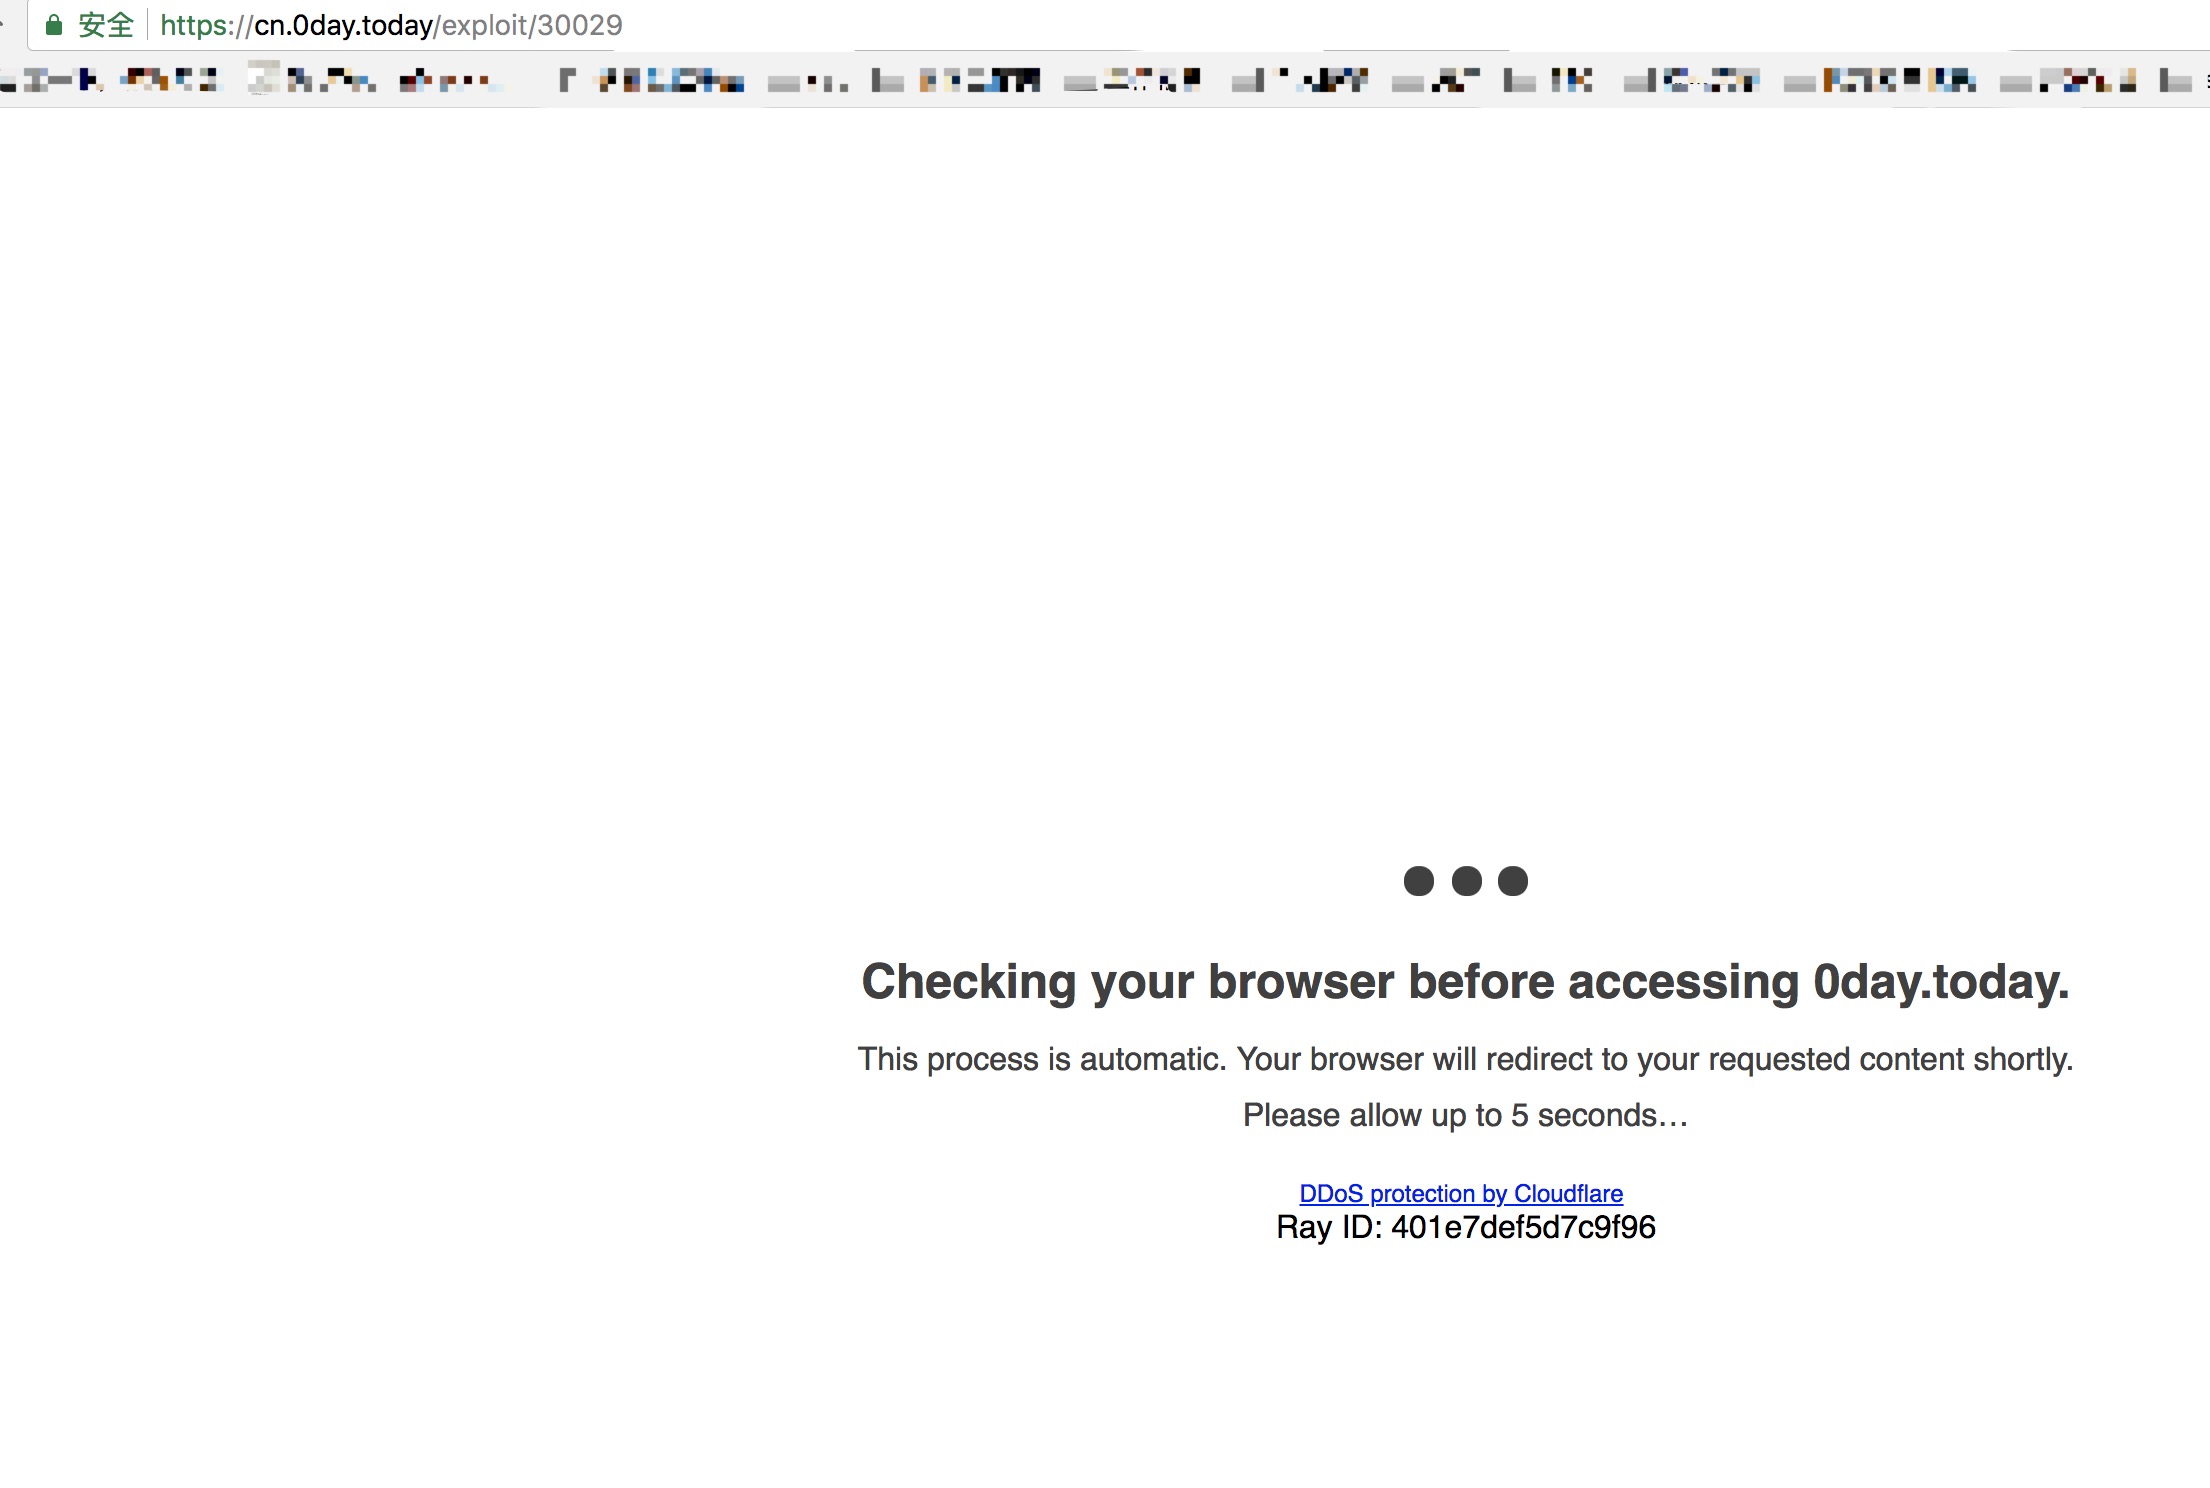 安全 https://cn.0day.today/exploit/30029
Checking your browser before accessing 0day.today.
This process is automatic. Your browser will redirect to your requested content shortly.
Please allow up to 5 seconds…
DDoS protection by Cloudflare
Ray ID: 401e7def5d7c9f96